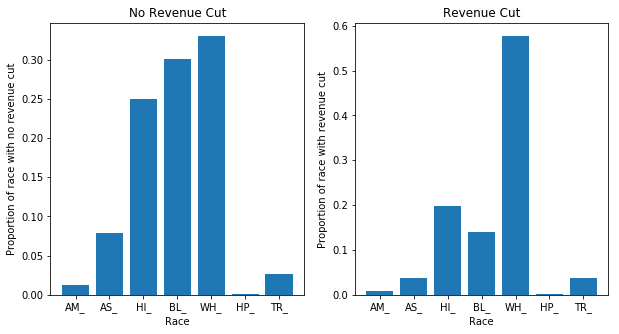 No Revenue Cut
Proportion of race with no revenue cut
0.30
0.25
0.20
0.15
0.10
0.05
0.00
AM_ AS_ HI_ BL_ WH_ HP_ TR_
Race
Revenue Cut
Proportion of race with revenue cut
0.6
0.5
0.4
0.3
0.2
0.1
0.0
AM_ AS_ HI_ BL_ WH_ HP_ TR_
Race